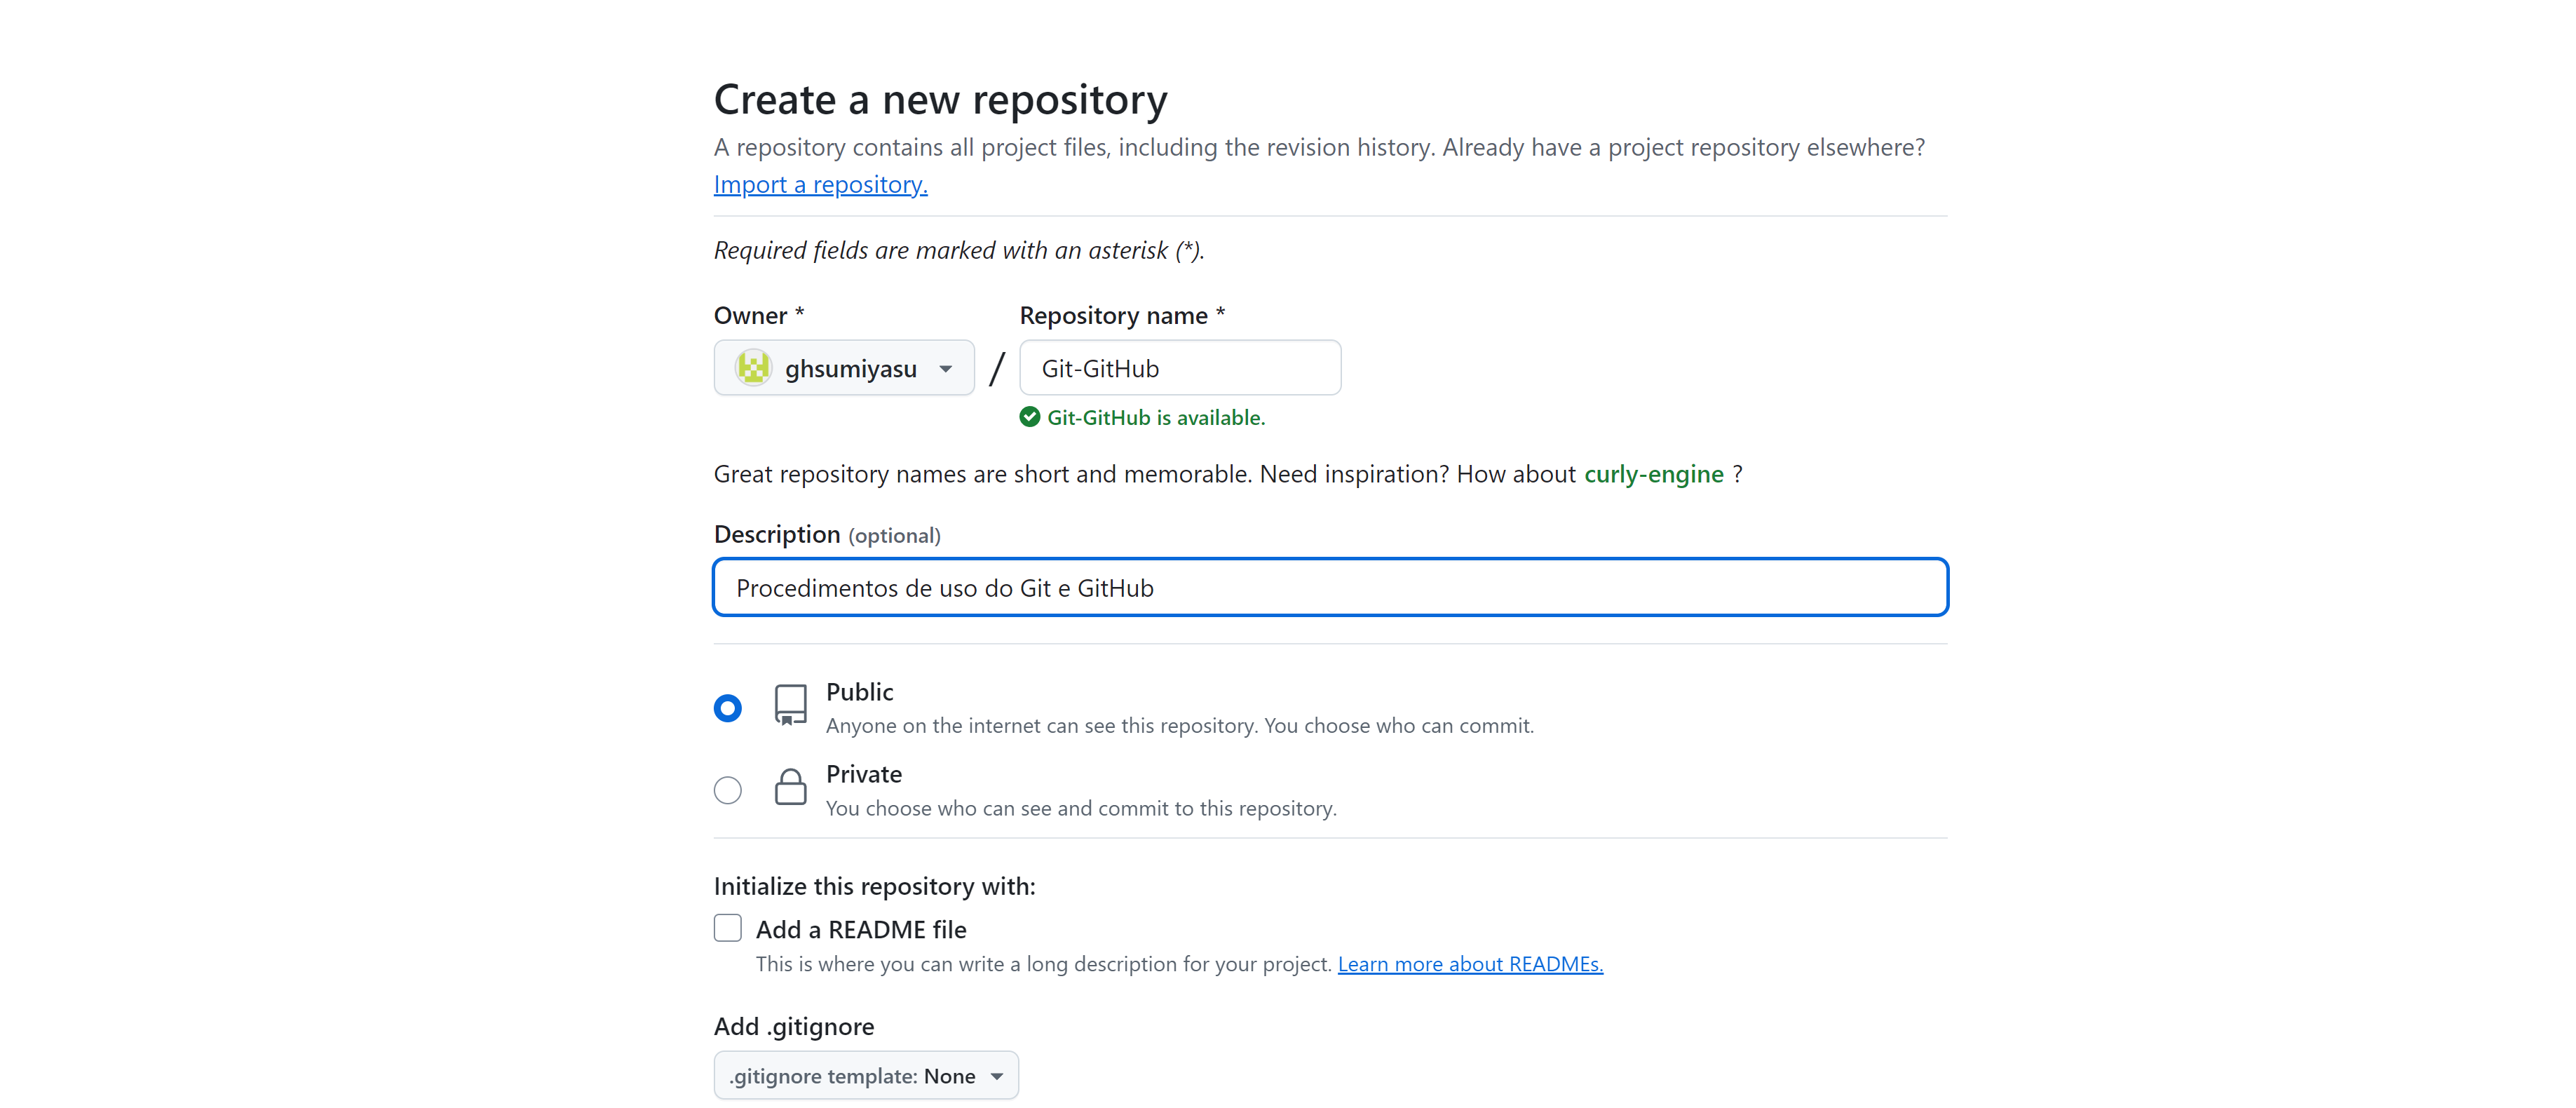 Create a new repository
A repository contains all project files, including the revision history. Already have a project repository elsewhere?
Import a repository.
Required fields are marked with an asterisk (*).
Owner * Repository name *
ghsumiyasu / Git-GitHub
Git-GitHub is available.
Great repository names are short and memorable. Need inspiration? How about curly-engine ?
Description (optional)
Procedimentos de uso do Git e GitHub
Public
Anyone on the internet can see this repository. You choose who can commit.
Private
You choose who can see and commit to this repository.
Initialize this repository with:
Add a README file
This is where you can write a long description for your project. Learn more about READMEs.
Add .gitignore
.gitignore template: None